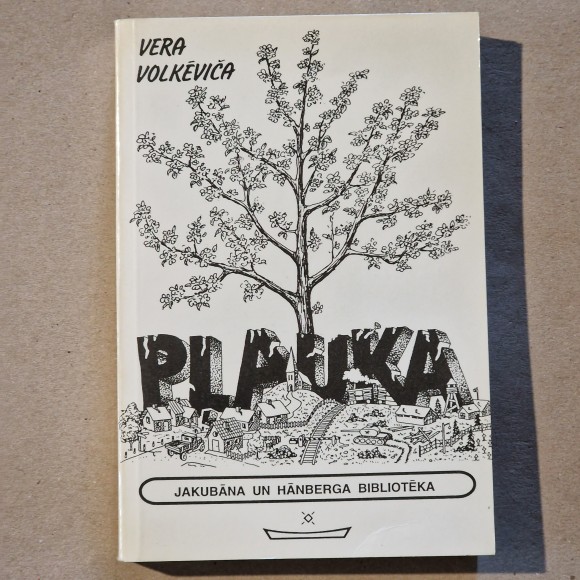 VERA
VOLKĒVIČA
PLAUKA
JAKUBĀNA UN HĀNBERGA BIBLIOTĒKA